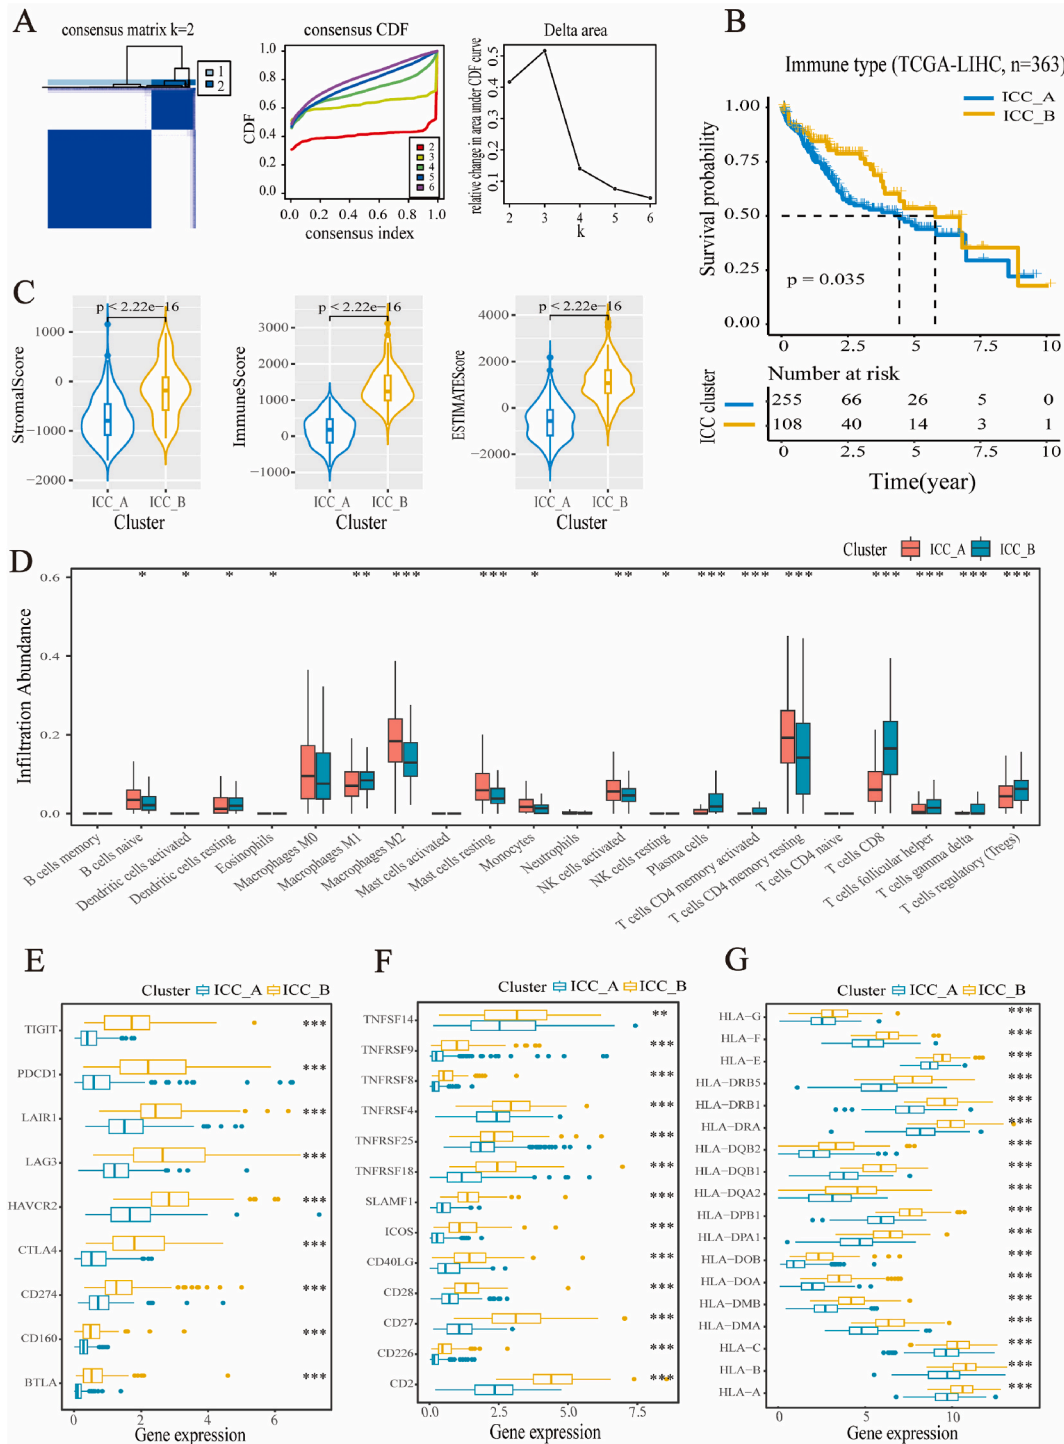 A
consensus matrix k=2
1
2
consensus CDF
CDF
1.0
0.8
0.6
0.4
0.2
0.0
2
3
4
5
6
0.0 0.2 0.4 0.6 0.8 1.0
consensus index
Delta area
relative change in area under CDF curve
0.5
0.4
0.3
0.2
0.1
2 3 4 5 6
k
B
Immune type (TCGA-LIHC, n=363)
ICC_A
ICC_B
Survival probability
1.00
0.75
0.50
0.25
0.00
p = 0.035
0 2.5 5 7.5 10
Number at risk
ICC cluster
255 66 26 5 0
108 40 14 3 1
0 2.5 5 7.5 10
Time(year)
C
StromalScore
1000
0
−1000
−2000
p < 2.22e−16
ICC_A ICC_B
Cluster
ImmuneScore
3000
2000
1000
0
−1000
p < 2.22e−16
ICC_A ICC_B
Cluster
ESTIMATEScore
4000
2000
0
−2000
p < 2.22e−16
ICC_A ICC_B
Cluster
D
Cluster ICC_A ICC_B
Infiltration Abundance
0.6
0.4
0.2
0.0
* * * * ** *** *** * ** * *** *** *** *** *** *** ***
B cells memory
B cells naive
Dendritic cells activated
Dendritic cells resting
Eosinophils
Macrophages M0
Macrophages M1
Macrophages M2
Mast cells activated
Mast cells resting
Monocytes
Neutrophils
NK cells activated
NK cells resting
Plasma cells
T cells CD4 memory activated
T cells CD4 memory resting
T cells CD4 naive
T cells CD8
T cells follicular helper
T cells gamma delta
T cells regulatory (Tregs)
E
Cluster ICC_A ICC_B
TIGIT ***
PDCD1 ***
LAIR1 ***
LAG3 ***
HAVCR2 ***
CTLA4 ***
CD274 ***
CD160 ***
BTLA ***
0 2 4 6
Gene expression
F
Cluster ICC_A ICC_B
TNFSF14 **
TNFRSF9 ***
TNFRSF8 ***
TNFRSF4 ***
TNFRSF25 ***
TNFRSF18 ***
SLAMF1 ***
ICOS ***
CD40LG ***
CD28 ***
CD27 ***
CD226 ***
CD2 ***
0.0 2.5 5.0 7.5
Gene expression
G
Cluster ICC_A ICC_B
HLA−G ***
HLA−F ***
HLA−E ***
HLA−DRB5 ***
HLA−DRB1 ***
HLA−DRA ***
HLA−DQB2 ***
HLA−DQB1 ***
HLA−DQA2 ***
HLA−DPB1 ***
HLA−DPA1 ***
HLA−DOB ***
HLA−DOA ***
HLA−DMB ***
HLA−DMA ***
HLA−C ***
HLA−B ***
HLA−A ***
0 5 10
Gene expression